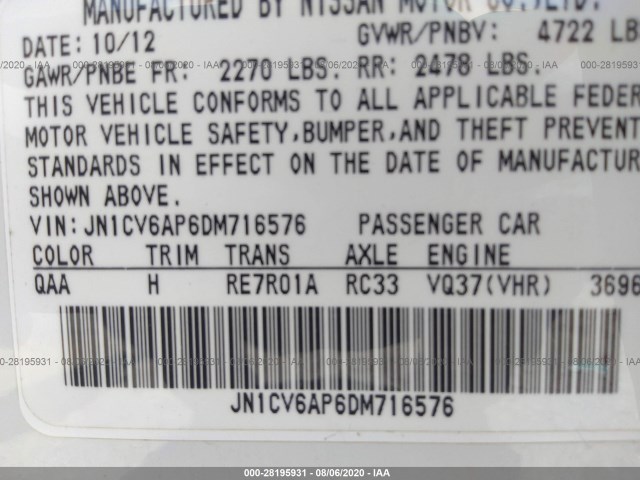 MANUFACTURED BY NISSAN MOTOR CO.,LTD.
DATE: 10/12 GVWR/PNBV: 4722 LB
GAWR/PNBE FR: 2270 LBS. RR: 2478 LBS.
THIS VEHICLE CONFORMS TO ALL APPLICABLE FEDER
MOTOR VEHICLE SAFETY,BUMPER,AND THEFT PREVENT
STANDARDS IN EFFECT ON THE DATE OF MANUFACTUR
SHOWN ABOVE.
VIN:JN1CV6AP6DM716576 PASSENGER CAR
COLOR TRIM TRANS AXLE ENGINE
QAA H RE7R01A RC33 VQ37(VHR) 3696
JN1CV6AP6DM716576
000-28195931 - 08/06/2020 - IAA